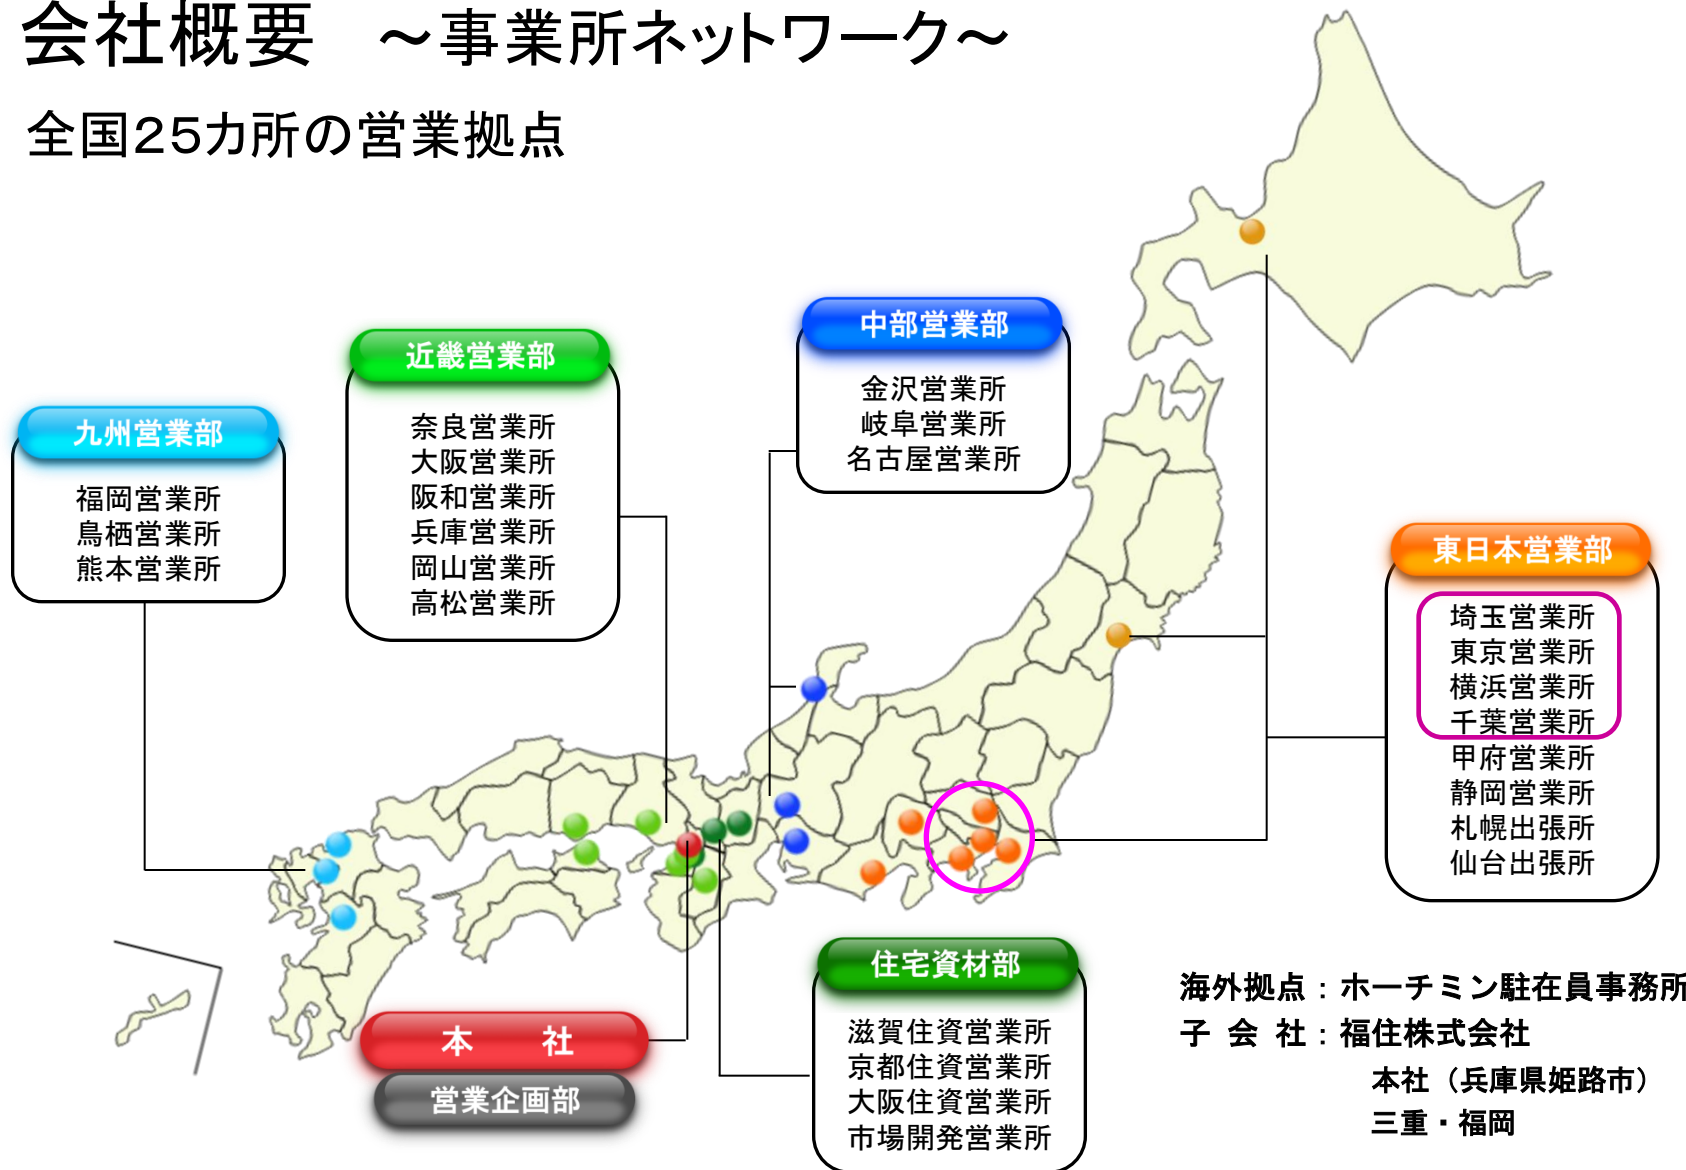 会社概要　～事業所ネットワーク～
全国25カ所の営業拠点
九州営業部
福岡営業所
鳥栖営業所
熊本営業所
近畿営業部
奈良営業所
大阪営業所
阪和営業所
兵庫営業所
岡山営業所
高松営業所
中部営業部
金沢営業所
岐阜営業所
名古屋営業所
東日本営業部
埼玉営業所
東京営業所
横浜営業所
千葉営業所
甲府営業所
静岡営業所
札幌出張所
仙台出張所
本　　社
営業企画部
住宅資材部
滋賀住資営業所
京都住資営業所
大阪住資営業所
市場開発営業所
海外拠点：ホーチミン駐在員事務所
子 会 社：福住株式会社
本社（兵庫県姫路市）
三重・福岡